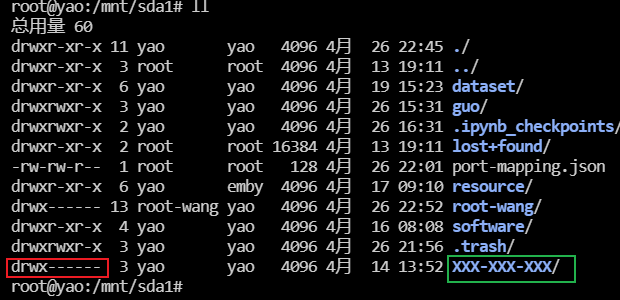 root@yao:/mnt/sda1# ll
总用量 60
drwxr-xr-x 11 yao yao 4096 4月 26 22:45 ./
drwxr-xr-x 3 root root 4096 4月 13 19:11 ../
drwxr-xr-x 6 yao yao 4096 4月 19 15:23 dataset/
drwxrwxr-x 3 yao yao 4096 4月 26 15:31 guo/
drwxrwxr-x 2 yao yao 4096 4月 26 16:31 .ipynb_checkpoints/
drwxr-xr-x 2 root root 16384 4月 13 19:11 lost+found/
-rw-rw-r-- 1 root root 128 4月 26 22:01 port-mapping.json
drwxr-xr-x 6 yao emby 4096 4月 17 09:10 resource/
drwx------ 13 root-wang yao 4096 4月 26 22:52 root-wang/
drwxr-xr-x 4 yao yao 4096 4月 16 08:08 software/
drwxrwxr-x 3 yao yao 4096 4月 26 21:56 .trash/
drwx------ 3 yao yao 4096 4月 14 13:52 XXX-XXX-XXX/
root@yao:/mnt/sda1#